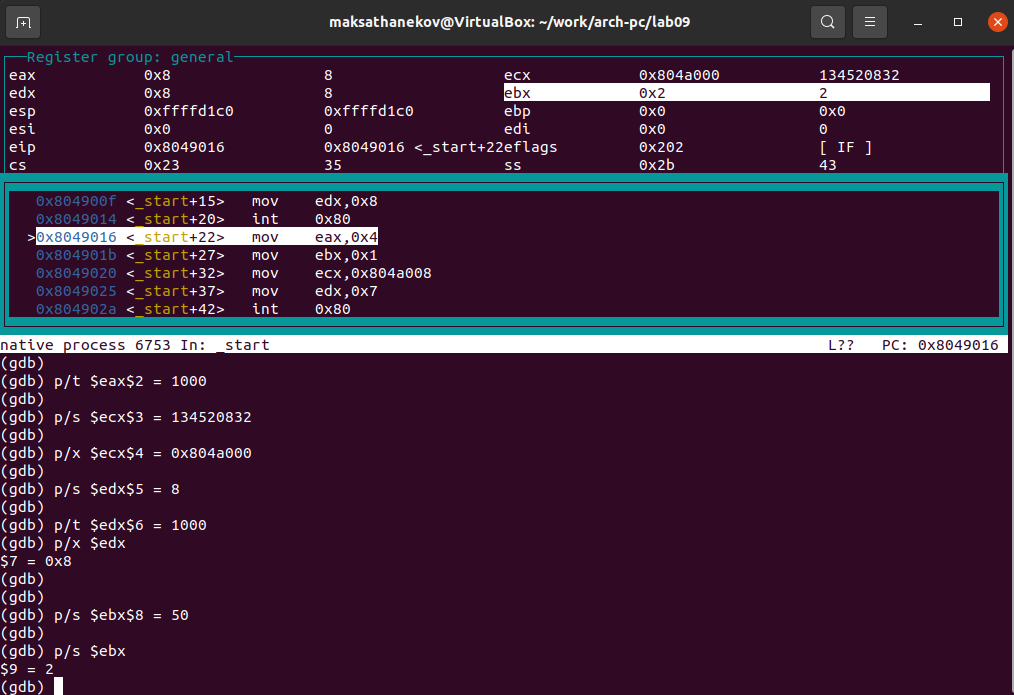 maksathanekov@VirtualBox: ~/work/arch-pc/lab09
Register group: general
eax 0x8 8 ecx 0x804a000 134520832
edx 0x8 8 ebx 0x2 2
esp 0xffffd1c0 0xffffd1c0 ebp 0x0 0x0
esi 0x0 0 edi 0x0 0
eip 0x8049016 0x8049016 <_start+22eflags 0x202 [ IF ]
cs 0x23 35 ss 0x2b 43
0x804900f <_start+15> mov edx,0x8
0x8049014 <_start+20> int 0x80
>0x8049016 <_start+22> mov eax,0x4
0x804901b <_start+27> mov ebx,0x1
0x8049020 <_start+32> mov ecx,0x804a008
0x8049025 <_start+37> mov edx,0x7
0x804902a <_start+42> int 0x80
native process 6753 In: _start L?? PC: 0x8049016
(gdb)
(gdb) p/t $eax$2 = 1000
(gdb)
(gdb) p/s $ecx$3 = 134520832
(gdb)
(gdb) p/x $ecx$4 = 0x804a000
(gdb)
(gdb) p/s $edx$5 = 8
(gdb)
(gdb) p/t $edx$6 = 1000
(gdb) p/x $edx
$7 = 0x8
(gdb)
(gdb)
(gdb) p/s $ebx$8 = 50
(gdb)
(gdb) p/s $ebx
$9 = 2
(gdb)